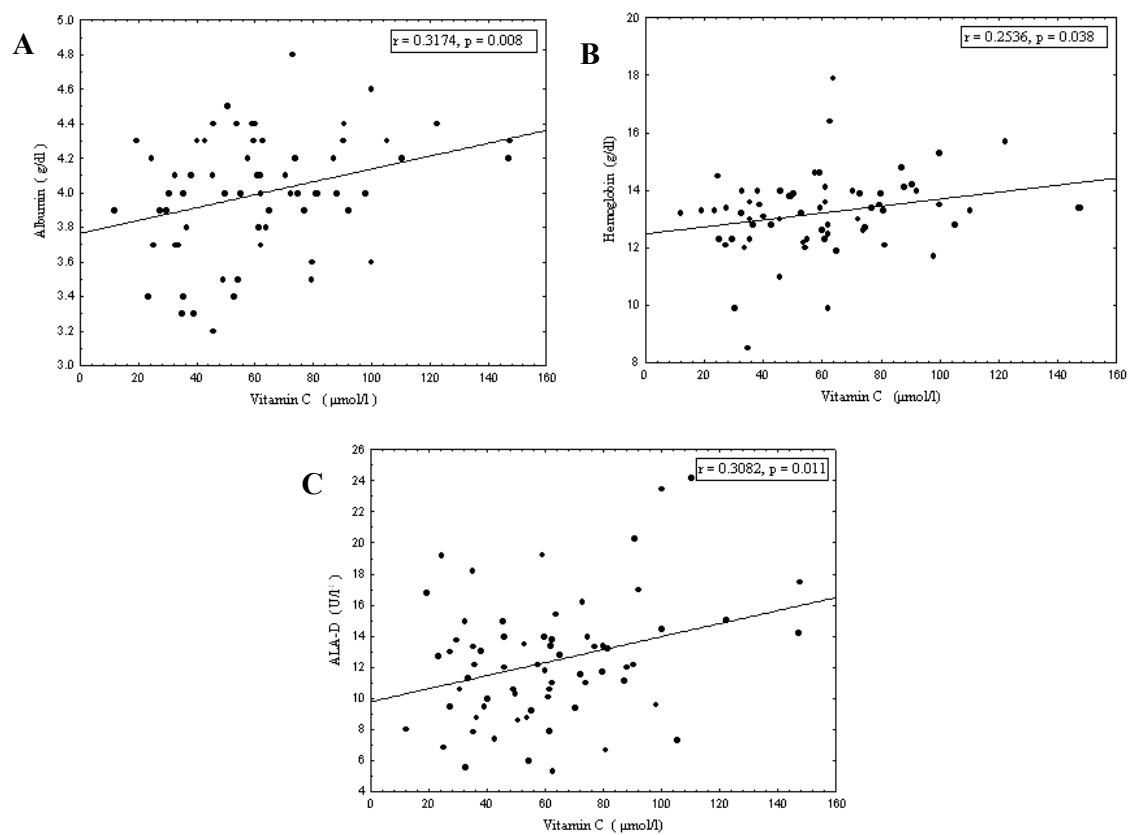 A
r = 0.3174, p = 0.008
Albumin ( g/dl )
5.0
4.8
4.6
4.4
4.2
4.0
3.8
3.6
3.4
3.2
3.0
0 20 40 60 80 100 120 140 160
Vitamin C ( μmol/l )
B
r = 0.2536, p = 0.038
Hemoglobin (g/dl)
20
18
16
14
12
10
8
0 20 40 60 80 100 120 140 160
Vitamin C (μmol/l)
C
r = 0.3082, p = 0.011
ALA-D ( U/l¹ )
26
24
22
20
18
16
14
12
10
8
6
4
0 20 40 60 80 100 120 140 160
Vitamin C ( μmol/l)